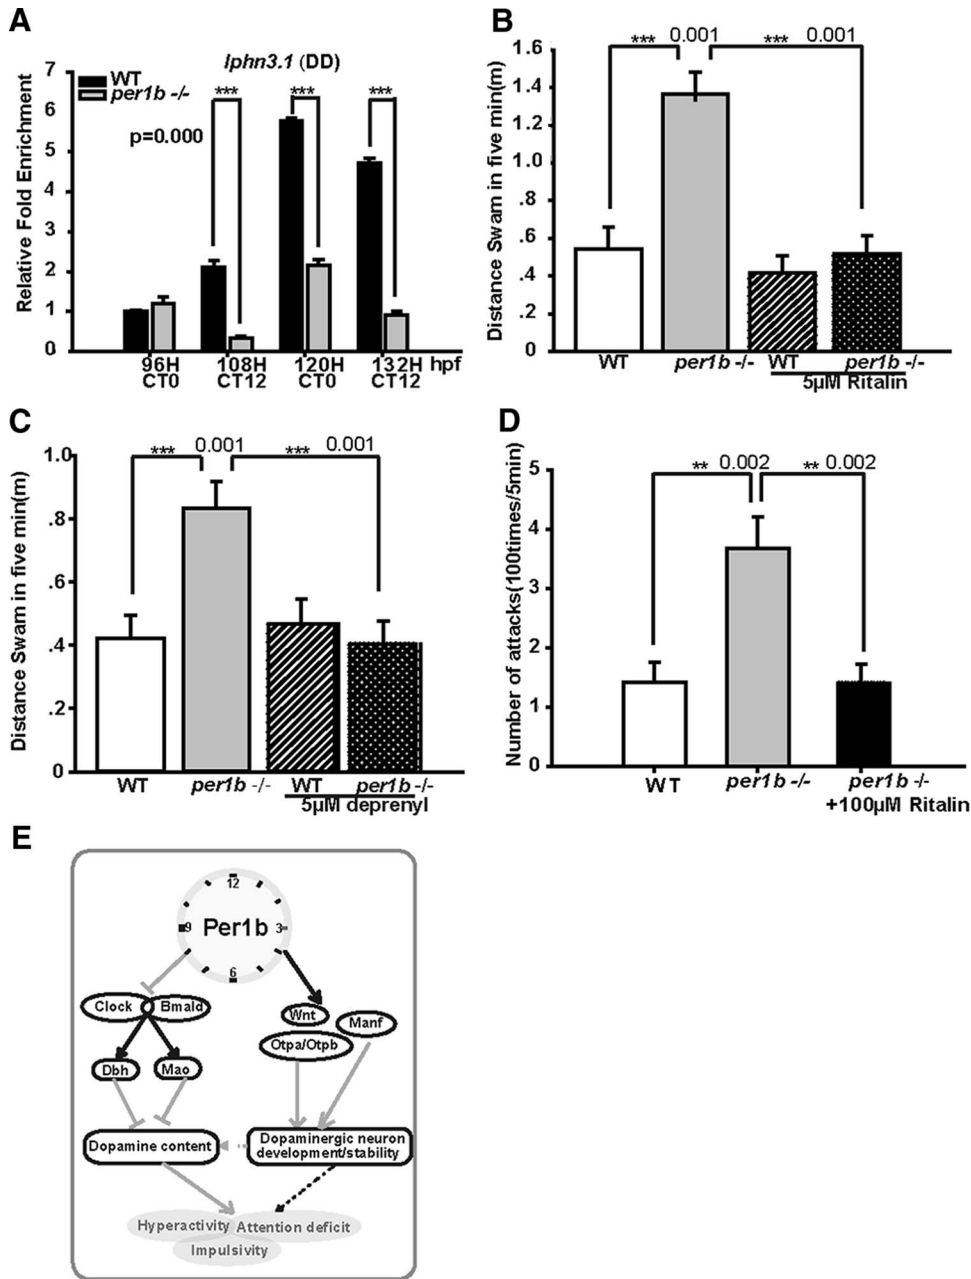 A
lphn3.1 (DD)
WT
per1b -/-
*** *** ***
p=0.000
Relative Fold Enrichment
7
6
5
4
3
2
1
0
96H 108H 120H 132H hpf
CT0 CT12 CT0 CT12
B
*** 0.001 *** 0.001
Distance Swam in five min(m)
1.6
1.4
1.2
1.0
.8
.6
.4
.2
0
WT per1b -/- WT per1b -/-
5μM Ritalin
C
*** 0.001 *** 0.001
Distance Swam in five min(m)
1.0
.8
.6
.4
.2
0
WT per1b -/- WT per1b -/-
5μM deprenyl
D
** 0.002 ** 0.002
Number of attacks(100times/5min)
5
4
3
2
1
0
WT per1b -/- per1b -/-
+100μM Ritalin
E
12
9 Per1b 3
6
Clock Bmald
Wnt
Manf
Otpa/Otpb
Dbh Mao
Dopamine content
Dopaminergic neuron
development/stability
Hyperactivity Attention deficit
Impulsivity